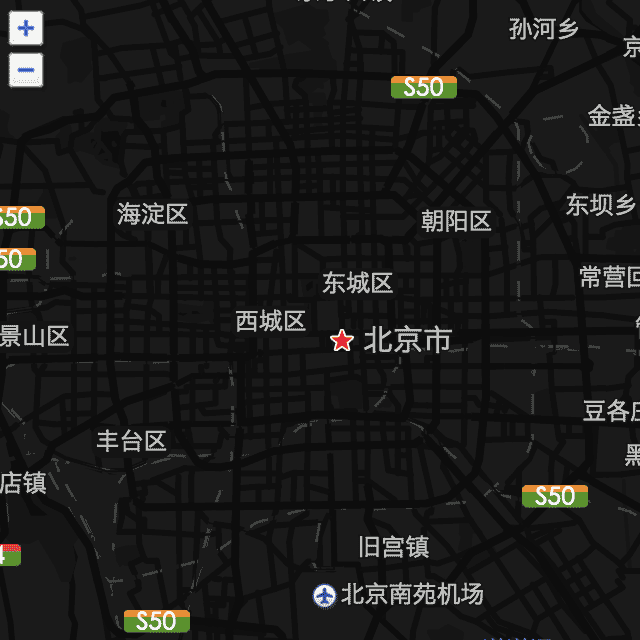 +
孙河乡
−
S50
金盏
S50
海淀区
朝阳区
东坝乡
50
东城区
常营回
西城区
北京市
景山区
豆各庄
丰台区
店镇
S50
旧宫镇
北京南苑机场
S50